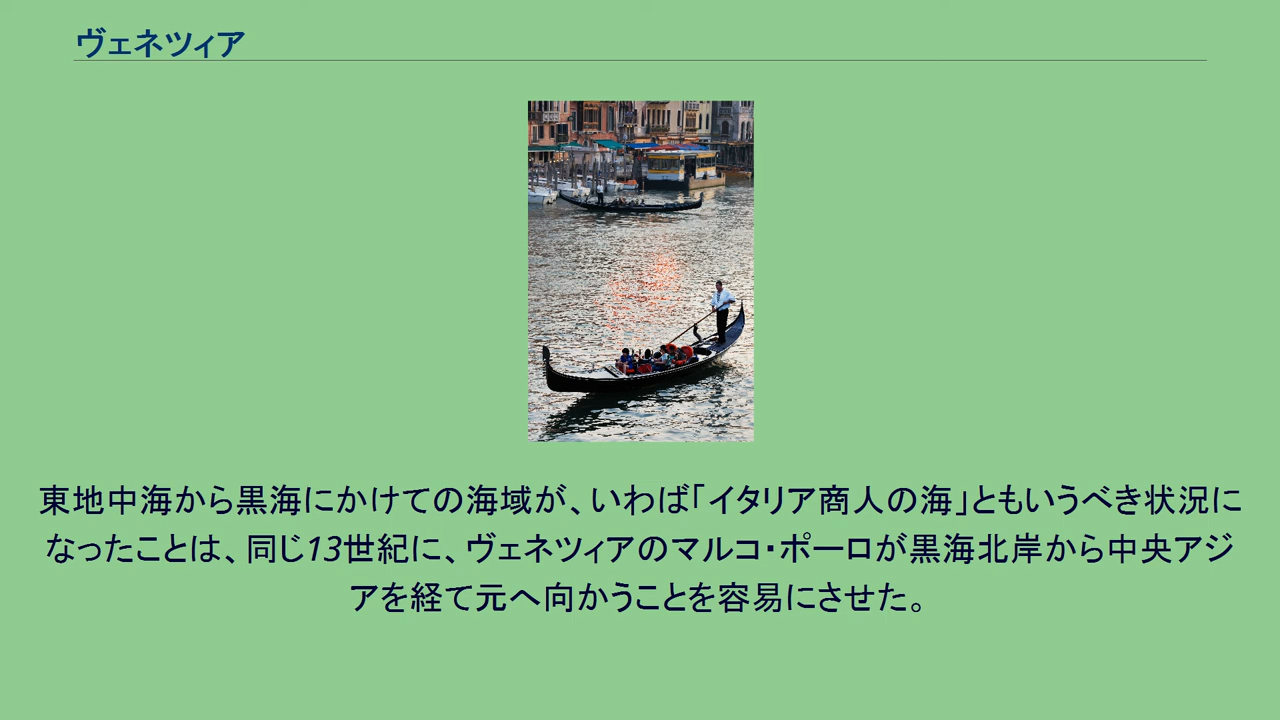 ヴェネツィア
東地中海から黒海にかけての海域が、いわば「イタリア商人の海」ともいうべき状況に
なったことは、同じ13世紀に、ヴェネツィアのマルコ・ポーロが黒海北岸から中央アジ
アを経て元へ向かうことを容易にさせた。